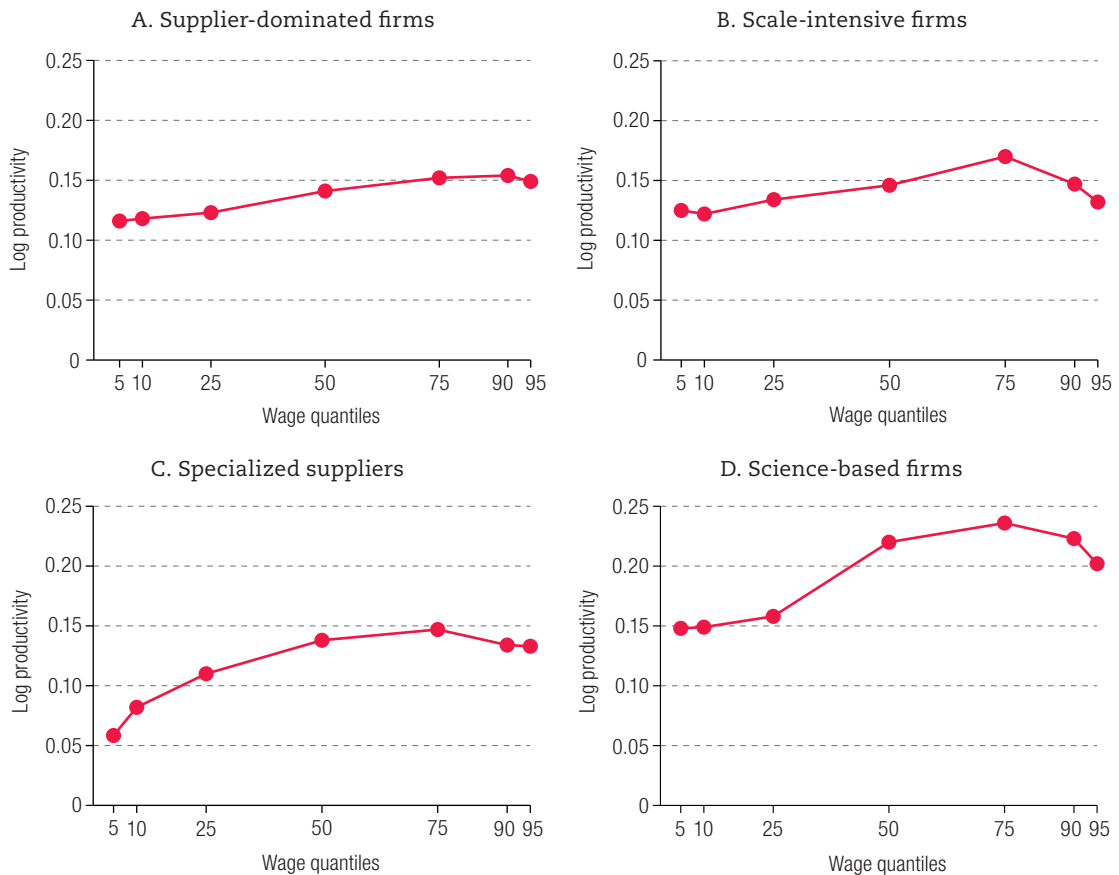 A. Supplier-dominated firms
0.25
0.20
0.15
0.10
0.05
0
Log productivity
5 10 25 50 75 90 95
Wage quantiles
B. Scale-intensive firms
0.25
0.20
0.15
0.10
0.05
0
Log productivity
5 10 25 50 75 90 95
Wage quantiles
C. Specialized suppliers
0.25
0.20
0.15
0.10
0.05
0
Log productivity
5 10 25 50 75 90 95
Wage quantiles
D. Science-based firms
0.25
0.20
0.15
0.10
0.05
0
Log productivity
5 10 25 50 75 90 95
Wage quantiles